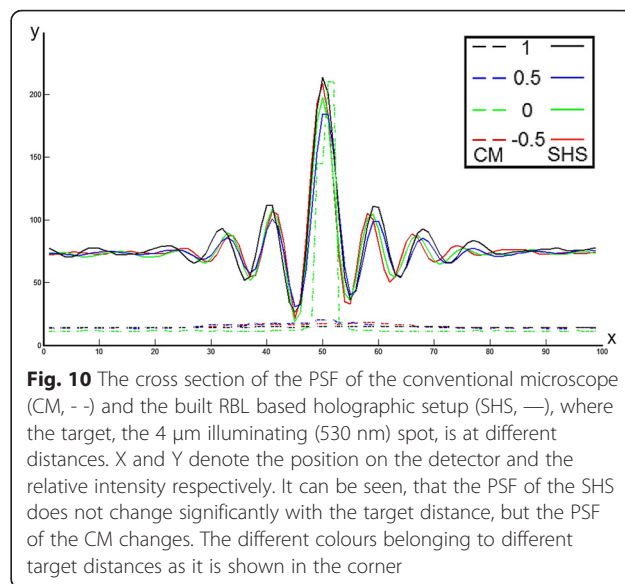 y
1
0.5
0
-0.5
CM SHS
200
150
100
50
0
0 10 20 30 40 50 60 70 80 90 100
x
Fig. 10 The cross section of the PSF of the conventional microscope
(CM, - -) and the built RBL based holographic setup (SHS, —), where
the target, the 4 μm illuminating (530 nm) spot, is at different
distances. X and Y denote the position on the detector and the
relative intensity respectively. It can be seen, that the PSF of the SHS
does not change significantly with the target distance, but the PSF
of the CM changes. The different colours belonging to different
target distances as it is shown in the corner